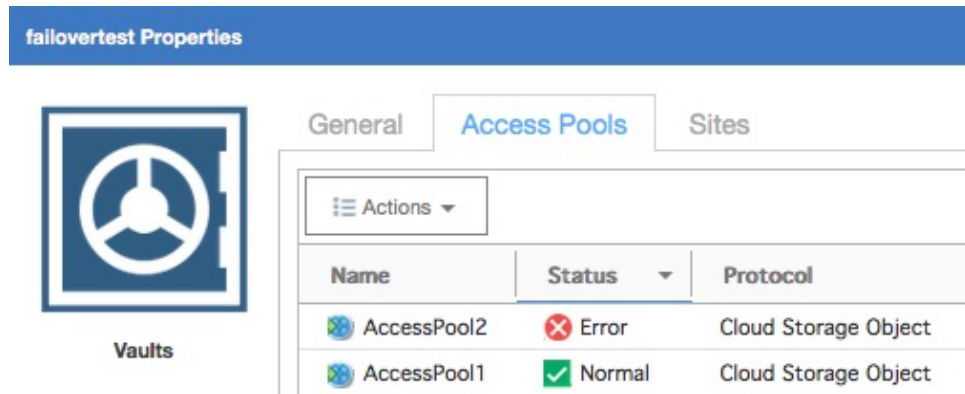 failovertest Properties
General Access Pools Sites
Actions
Name Status Protocol
AccessPool2 Error Cloud Storage Object
Vaults
AccessPool1 Normal Cloud Storage Object